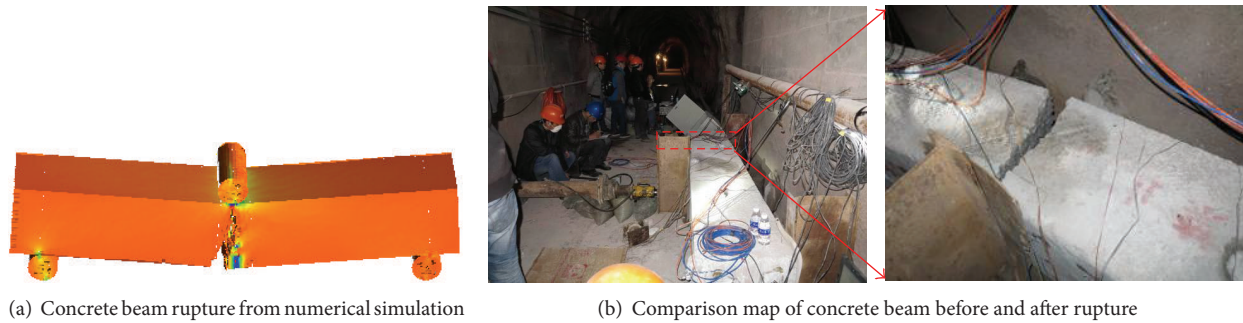 (a) Concrete beam rupture from numerical simulation
(b) Comparison map of concrete beam before and after rupture